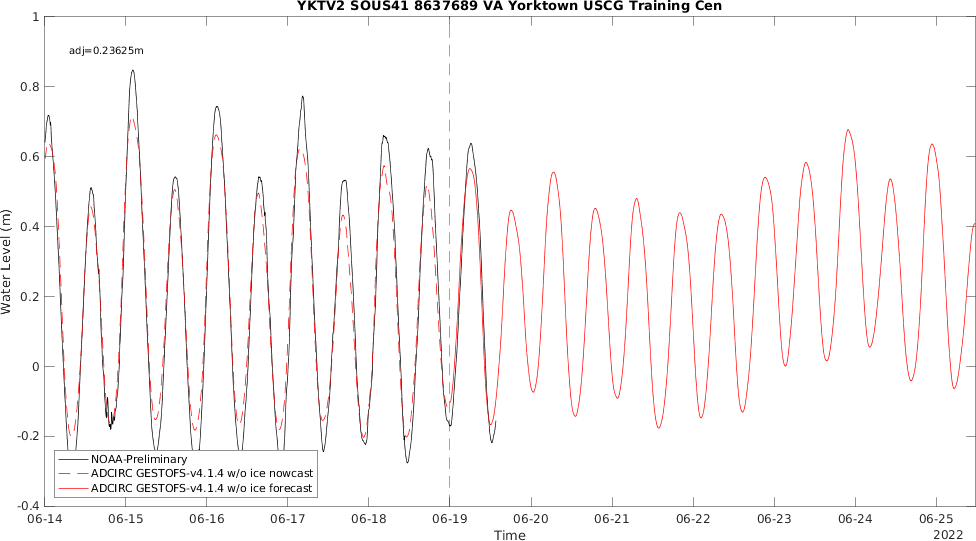 YKTV2 SOUS41 8637689 VA Yorktown USCG Training Cen
adj=0.23625m
Water Level (m)
1
0.8
0.6
0.4
0.2
0
-0.2
-0.4
NOAA-Preliminary
ADCIRC GESTOFS-v4.1.4 w/o ice nowcast
ADCIRC GESTOFS-v4.1.4 w/o ice forecast
06-14 06-15 06-16 06-17 06-18 06-19 06-20 06-21 06-22 06-23 06-24 06-25
Time
2022